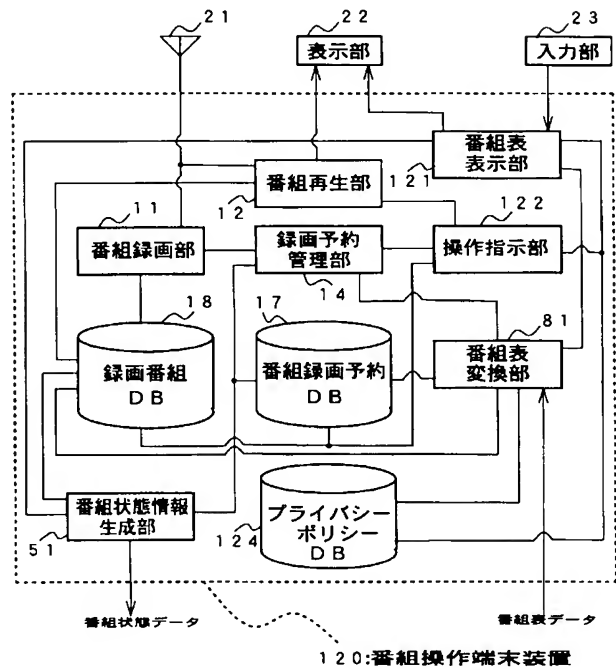 21
22
23
表示部
入力部
番組表
表示部
121
番組再生部
12
122
操作指示部
11
番組録画部
録画予約
管理部
14
18
録画番組
DB
17
番組録画予約
DB
81
番組表
変換部
番組状態情報
生成部
51
124
プライバシー
ポリシー
DB
番組状態データ
番組表データ
120:番組操作端末装置